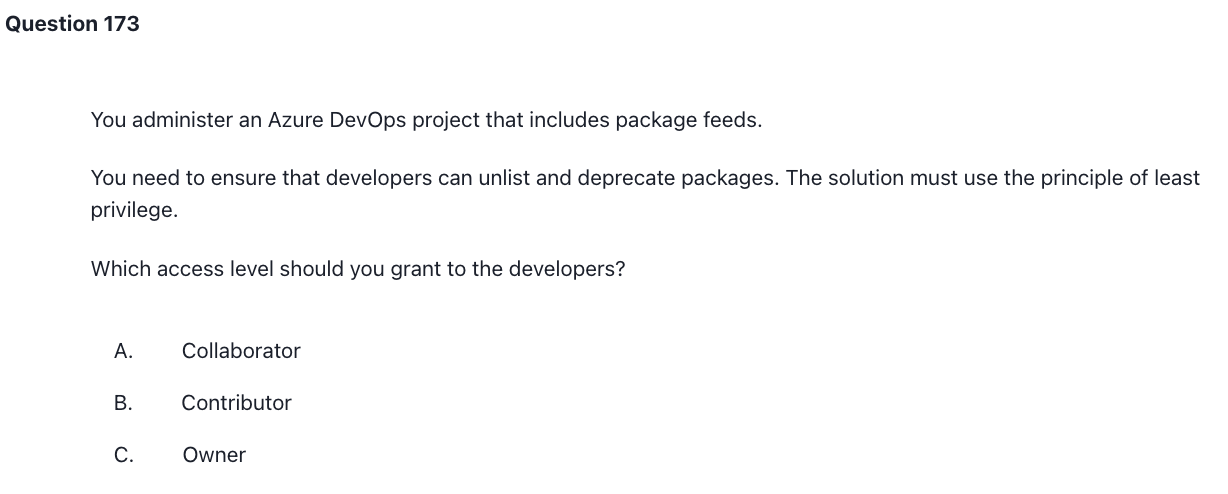 Question 173
You administer an Azure DevOps project that includes package feeds.
You need to ensure that developers can unlist and deprecate packages. The solution must use the principle of least
privilege.
Which access level should you grant to the developers?
A. Collaborator
B. Contributor
C. Owner